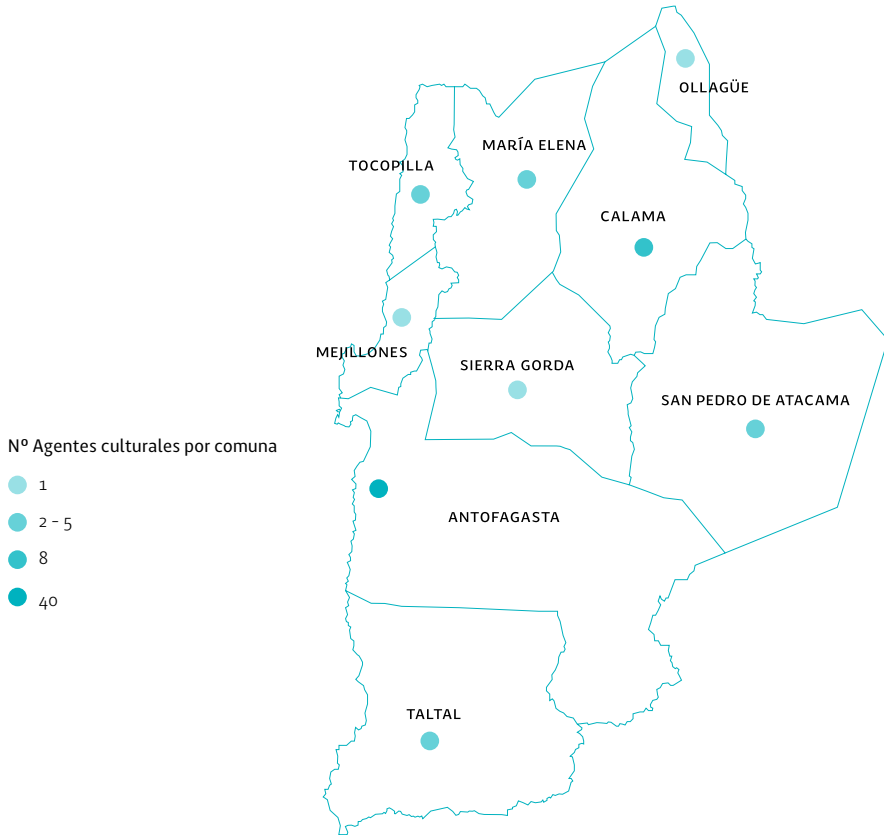 OLLAGÜE
MARÍA ELENA
TOCOPILLA
CALAMA
MEJILLONES
SIERRA GORDA
SAN PEDRO DE ATACAMA
Nº Agentes culturales por comuna
1
2 - 5
8
40
ANTOFAGASTA
TALTAL